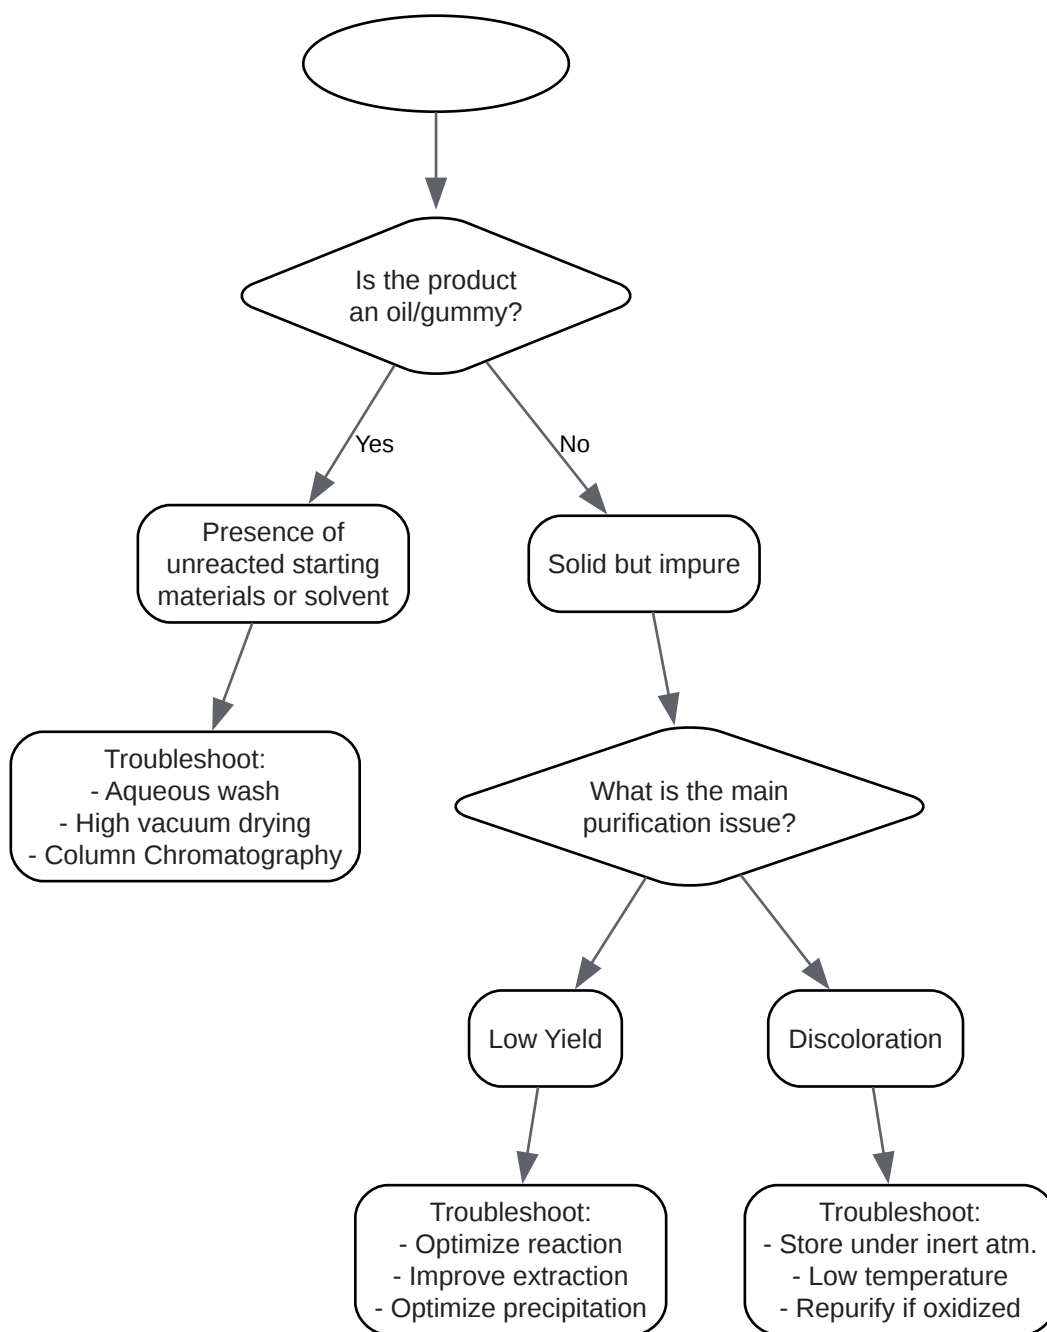 Is the product
an oil/gummy?
Yes
No
Presence of
unreacted starting
materials or solvent
Solid but impure
Troubleshoot:
- Aqueous wash
- High vacuum drying
- Column Chromatography
What is the main
purification issue?
Low Yield
Discoloration
Troubleshoot:
- Optimize reaction
- Improve extraction
- Optimize precipitation
Troubleshoot:
- Store under inert atm.
- Low temperature
- Repurify if oxidized